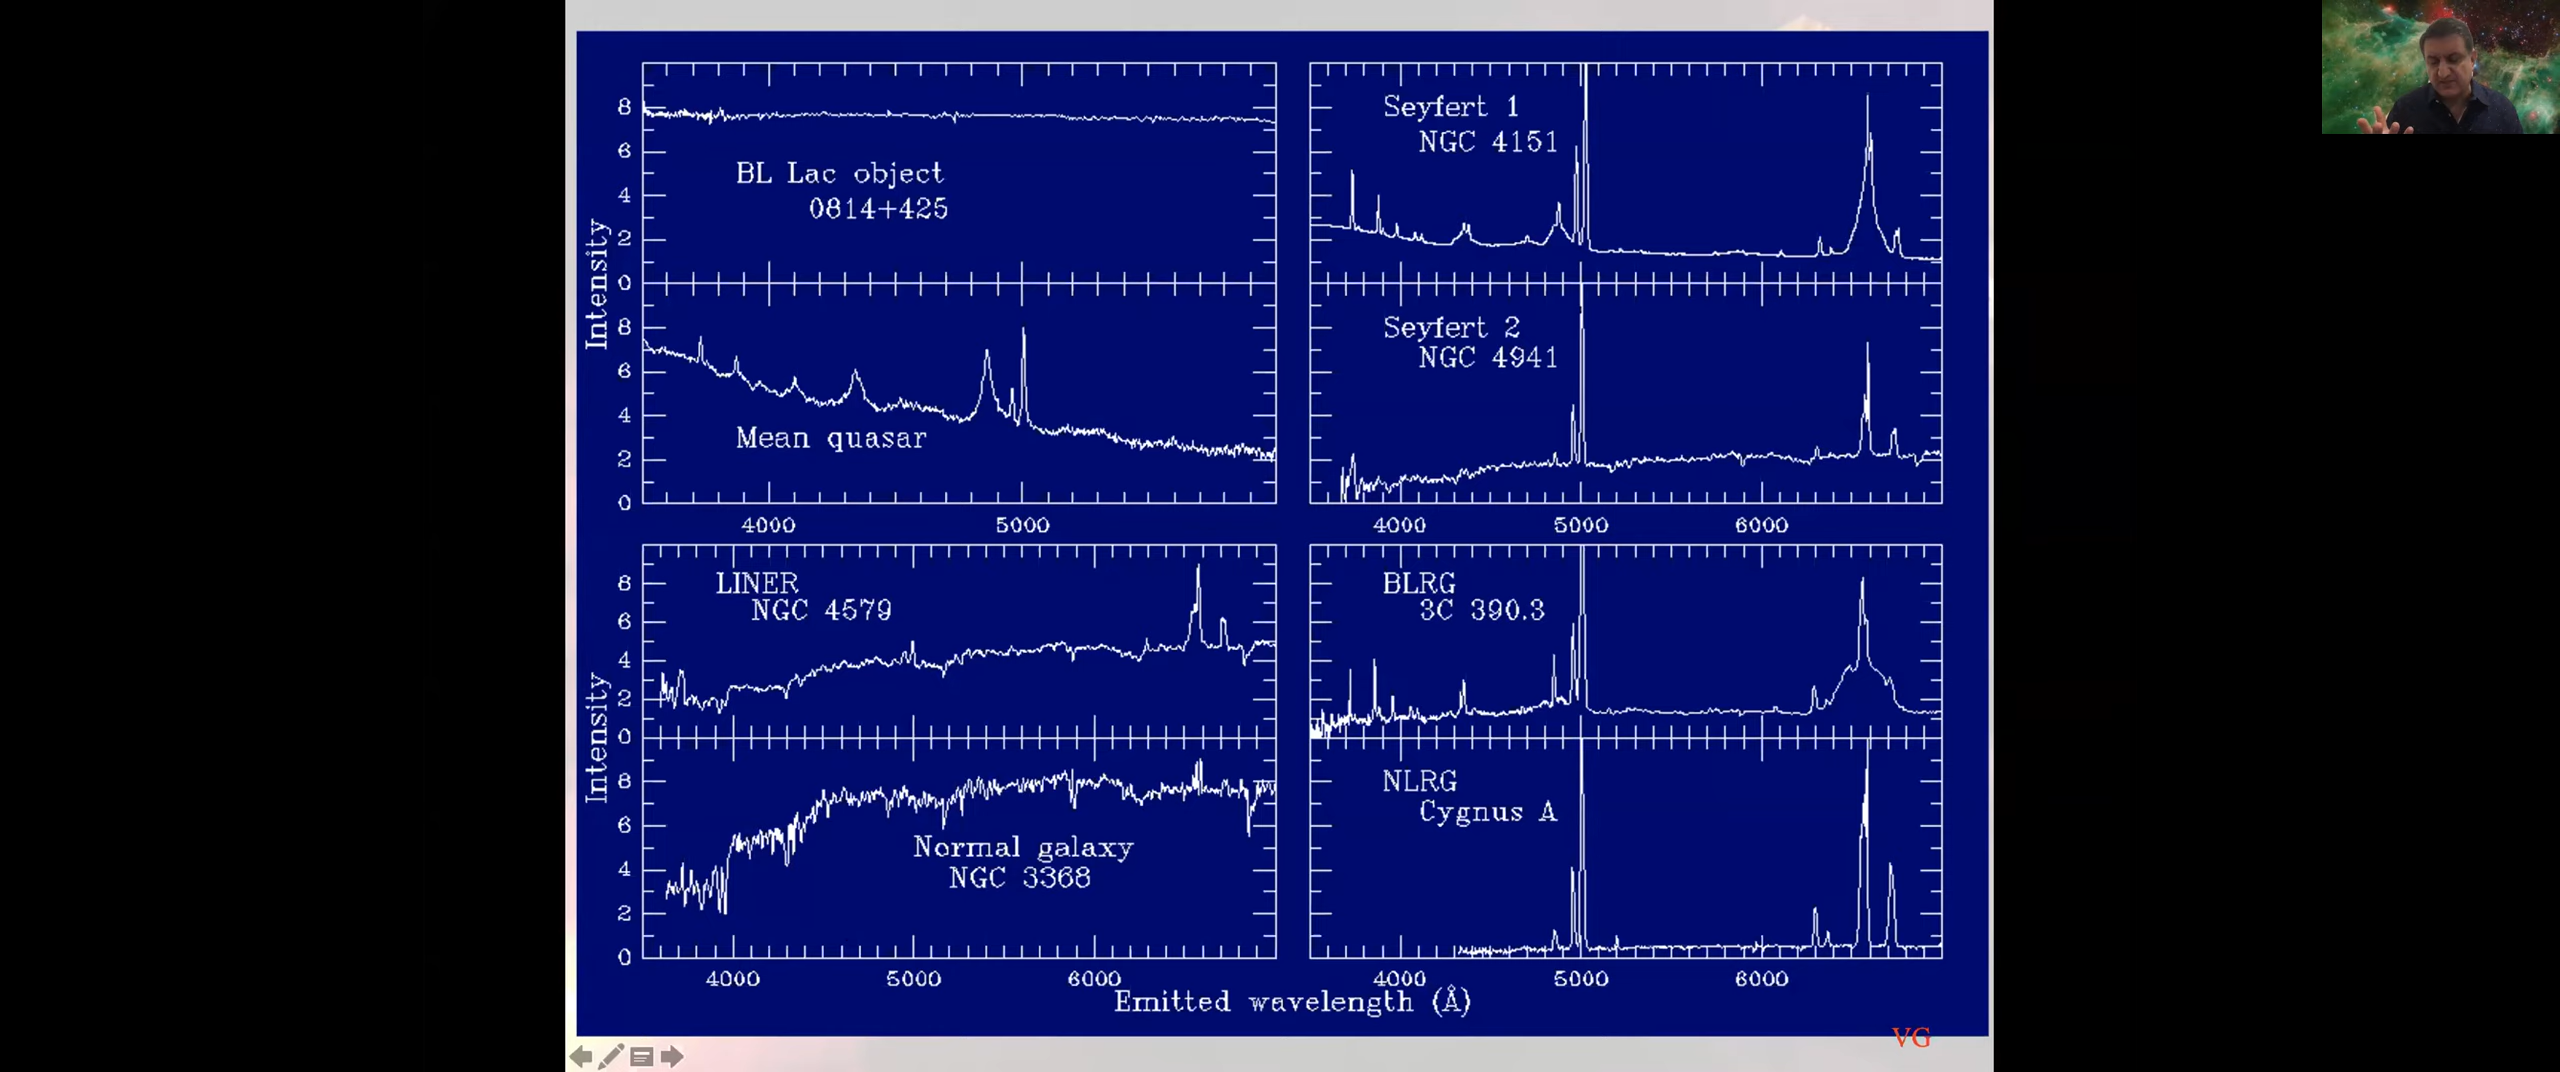 Intensity
8
6
4
2
0
BL Lac object
0814+425
8
6
4
2
0
Mean quasar
4000 5000
Seyfert 1
NGC 4151
Seyfert 2
NGC 4941
4000 5000 6000
Intensity
8
6
4
2
0
LINER
NGC 4579
8
6
4
2
0
Normal galaxy
NGC 3368
4000 5000 6000
BLRG
3C 390.3
NLRG
Cygnus A
4000 5000 6000
Emitted wavelength (Å)
VG